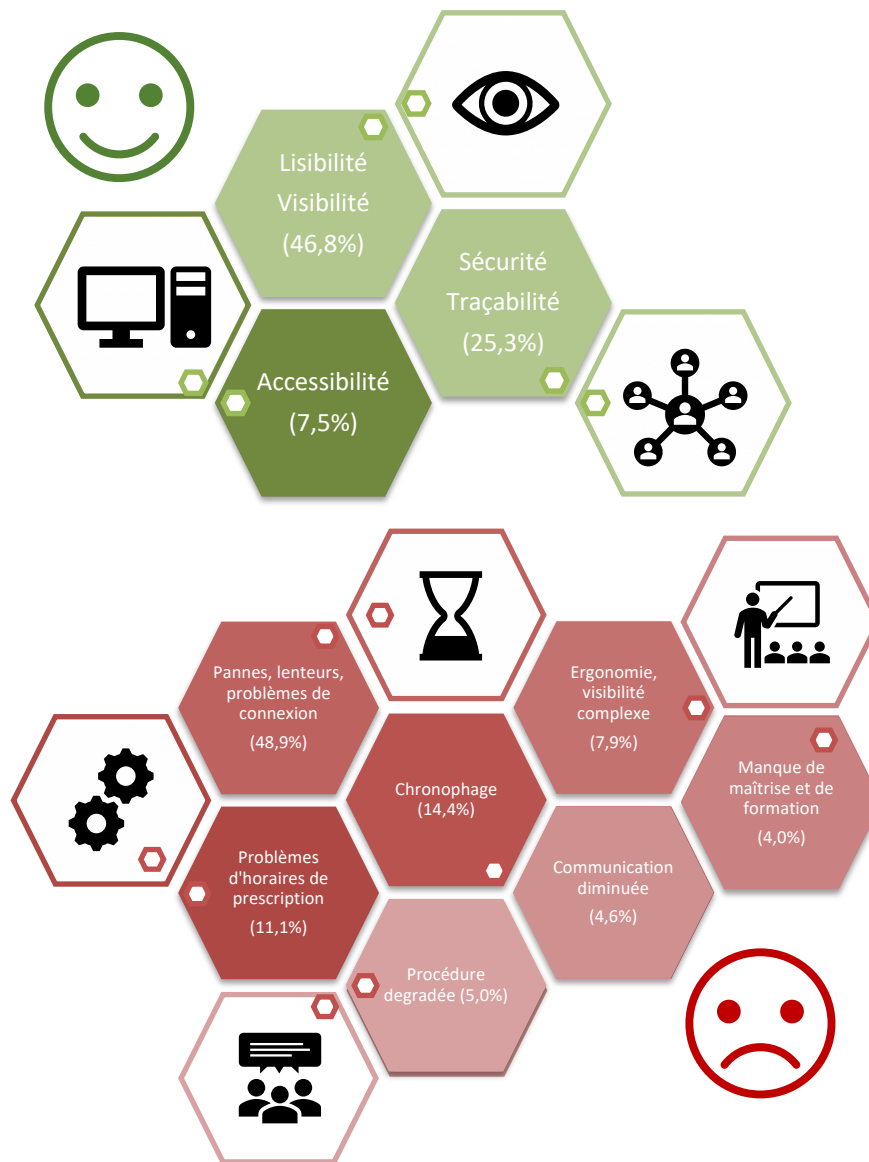 Lisibilité
Visibilité
(46,8%)
Sécurité
Traçabilité
(25,3%)
Accessibilité
(7,5%)
Pannes, lenteurs,
problèmes de
connexion
(48,9%)
Ergonomie,
visibilité
complexe
(7,9%)
Chronophage
(14,4%)
Manque de
maîtrise et de
formation
(4,0%)
Problèmes
d'horaires de
prescription
(11,1%)
Communication
diminuée
(4,6%)
Procédure
degradée (5,0%)